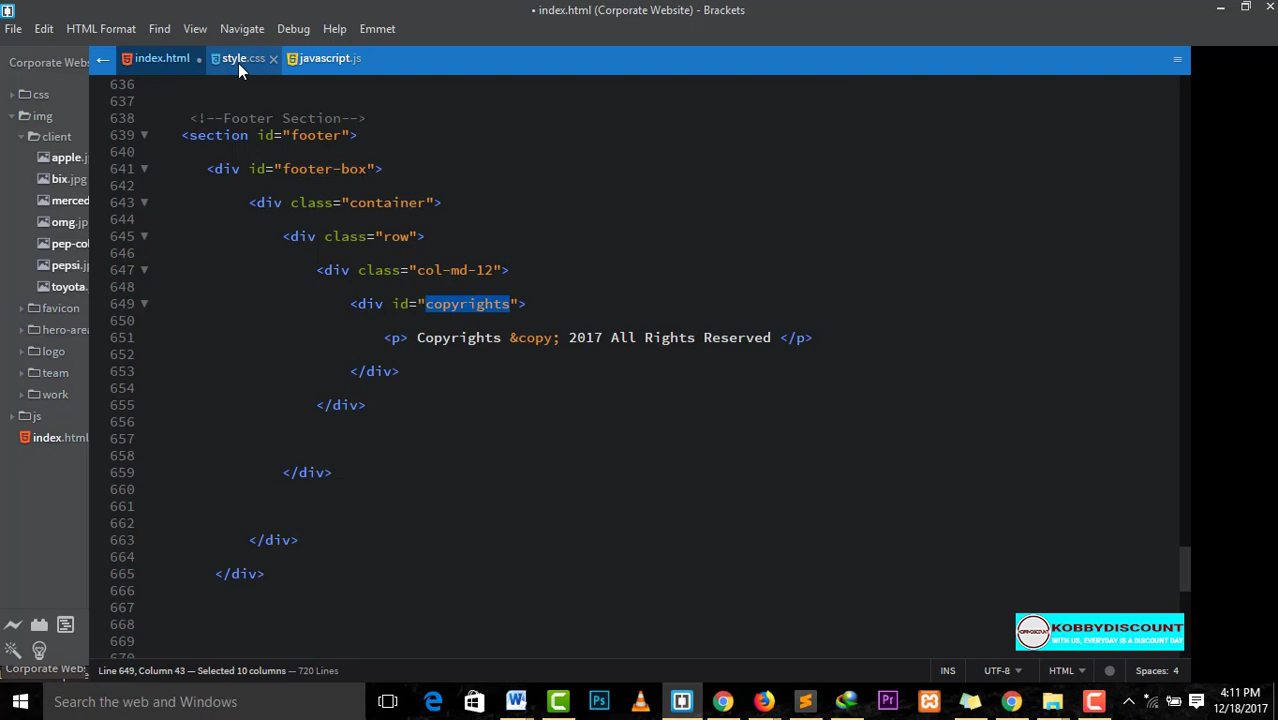 • index.html (Corporate Website) - Brackets
File Edit HTML Format Find View Navigate Debug Help Emmet
Corporate Webs
css
img
client
apple.j
bix.jpg
merced
omg.jp
pep-col
pepsi.jp
toyota.
favicon
hero-area
logo
team
work
js
index.html
Corporate Webs
index.html style.css javascript.js
636
637
638 <!--Footer Section-->
639 <section id="footer">
640
641 <div id="footer-box">
642
643 <div class="container">
644
645 <div class="row">
646
647 <div class="col-md-12">
648
649 <div id="copyrights">
650
651 <p> Copyrights &copy; 2017 All Rights Reserved </p>
652
653 </div>
654
655 </div>
656
657
658
659 </div>
660
661
662
663 </div>
664
665 </div>
666
667
668
669
KOBBYDISCOUNT
WITH US, EVERYDAY IS A DISCOUNT DAY
Line 649, Column 43 — Selected 10 columns — 720 Lines
INS UTF-8 HTML Spaces: 4
Search the web and Windows
4:11 PM
12/18/2017